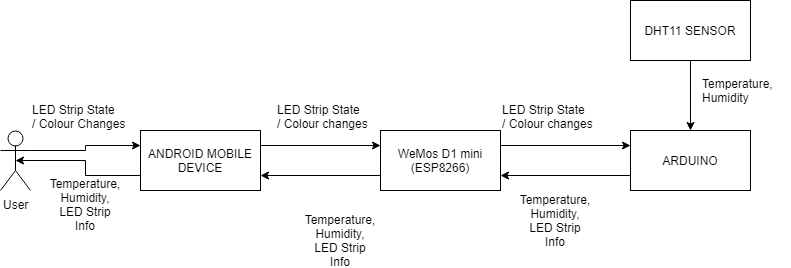 DHT11 SENSOR
Temperature,
Humidity
LED Strip State
/ Colour Changes
LED Strip State
/ Colour changes
LED Strip State
/ Colour changes
ANDROID MOBILE
DEVICE
WeMos D1 mini
(ESP8266)
ARDUINO
User
Temperature,
Humidity,
LED Strip
Info
Temperature,
Humidity,
LED Strip
Info
Temperature,
Humidity,
LED Strip
Info